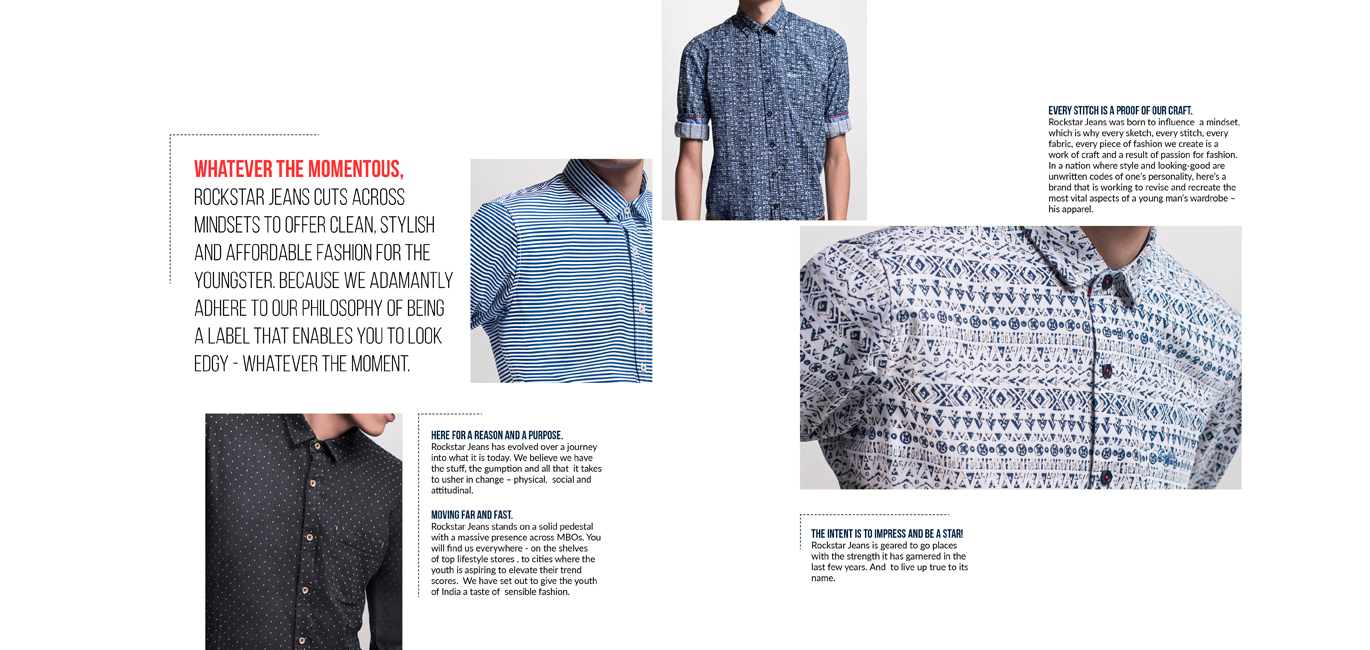 WHATEVER THE MOMENTOUS,
ROCKSTAR JEANS CUTS ACROSS
MINDSETS TO OFFER CLEAN, STYLISH
AND AFFORDABLE FASHION FOR THE
YOUNGSTER. BECAUSE WE ADAMANTLY
ADHERE TO OUR PHILOSOPHY OF BEING
A LABEL THAT ENABLES YOU TO LOOK
EDGY - WHATEVER THE MOMENT.
HERE FOR A REASON AND A PURPOSE.
Rockstar Jeans has evolved over a journey
into what it is today. We believe we have
the stuff, the gumption and all that it takes
to usher in change – physical, social and
attitudinal.
MOVING FAR AND FAST.
Rockstar Jeans stands on a solid pedestal
with a massive presence across MBOs. You
will find us everywhere - on the shelves
of top lifestyle stores , to cities where the
youth is aspiring to elevate their trend
scores. We have set out to give the youth
of India a taste of sensible fashion.
EVERY STITCH IS A PROOF OF OUR CRAFT.
Rockstar Jeans was born to influence a mindset,
which is why every sketch, every stitch, every
fabric, every piece of fashion we create is a
work of craft and a result of passion for fashion.
In a nation where style and looking-good are
unwritten codes of one's personality, here's a
brand that is working to revise and recreate the
most vital aspects of a young man's wardrobe –
his apparel.
THE INTENT IS TO IMPRESS AND BE A STAR!
Rockstar Jeans is geared to go places
with the strength it has garnered in the
last few years. And to live up true to its
name.